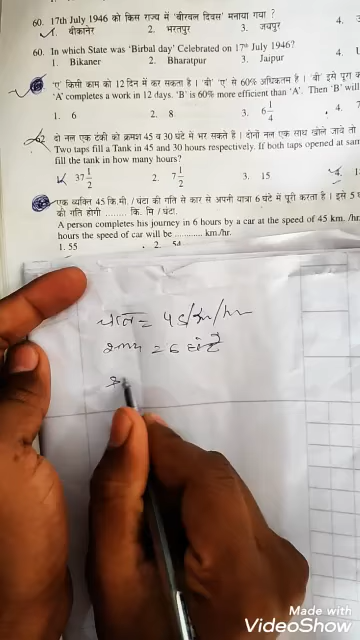 60. 17th July 1946 को किस राज्य में 'बीरबल दिवस' मनाया गया ?
1. बीकानेर 2. भरतपुर 3. जयपुर 4.
60. In which State was 'Birbal day' Celebrated on 17th July 1946?
1. Bikaner 2. Bharatpur 3. Jaipur 4.
'ए' किसी काम को 12 दिन में कर सकता है । 'बी' 'ए' से 60% अधिकतम है । 'बी' इसे पूरा क
'A' completes a work in 12 days. 'B' is 60% more efficient than 'A'. Then 'B' will
1. 6 2. 8 3. 6 1/4 4.
62 दो नल एक टंकी को क्रमश 45 व 30 घंटे में भर सकते हैं । दोनों नल एक साथ खोले जाये तो
Two taps fill a Tank in 45 and 30 hours respectively. If both taps opened at sam
fill the tank in how many hours?
37 1/2 2. 7 1/2 3. 15 4. 1
एक व्यक्ति 45 कि.मी. / घंटा की गति से कार से अपनी यात्रा 6 घंटे में पूरी करता है । इसे 5
की गति होगी ........ कि. मि / घंटा.
A person completes his journey in 6 hours by a car at the speed of 45 km. /hr.
hours the speed of car will be ............ km./hr.
1. 55 2. 54
चाल = 45/km/hr
समय = 6 घंटे
Made with
VideoShow